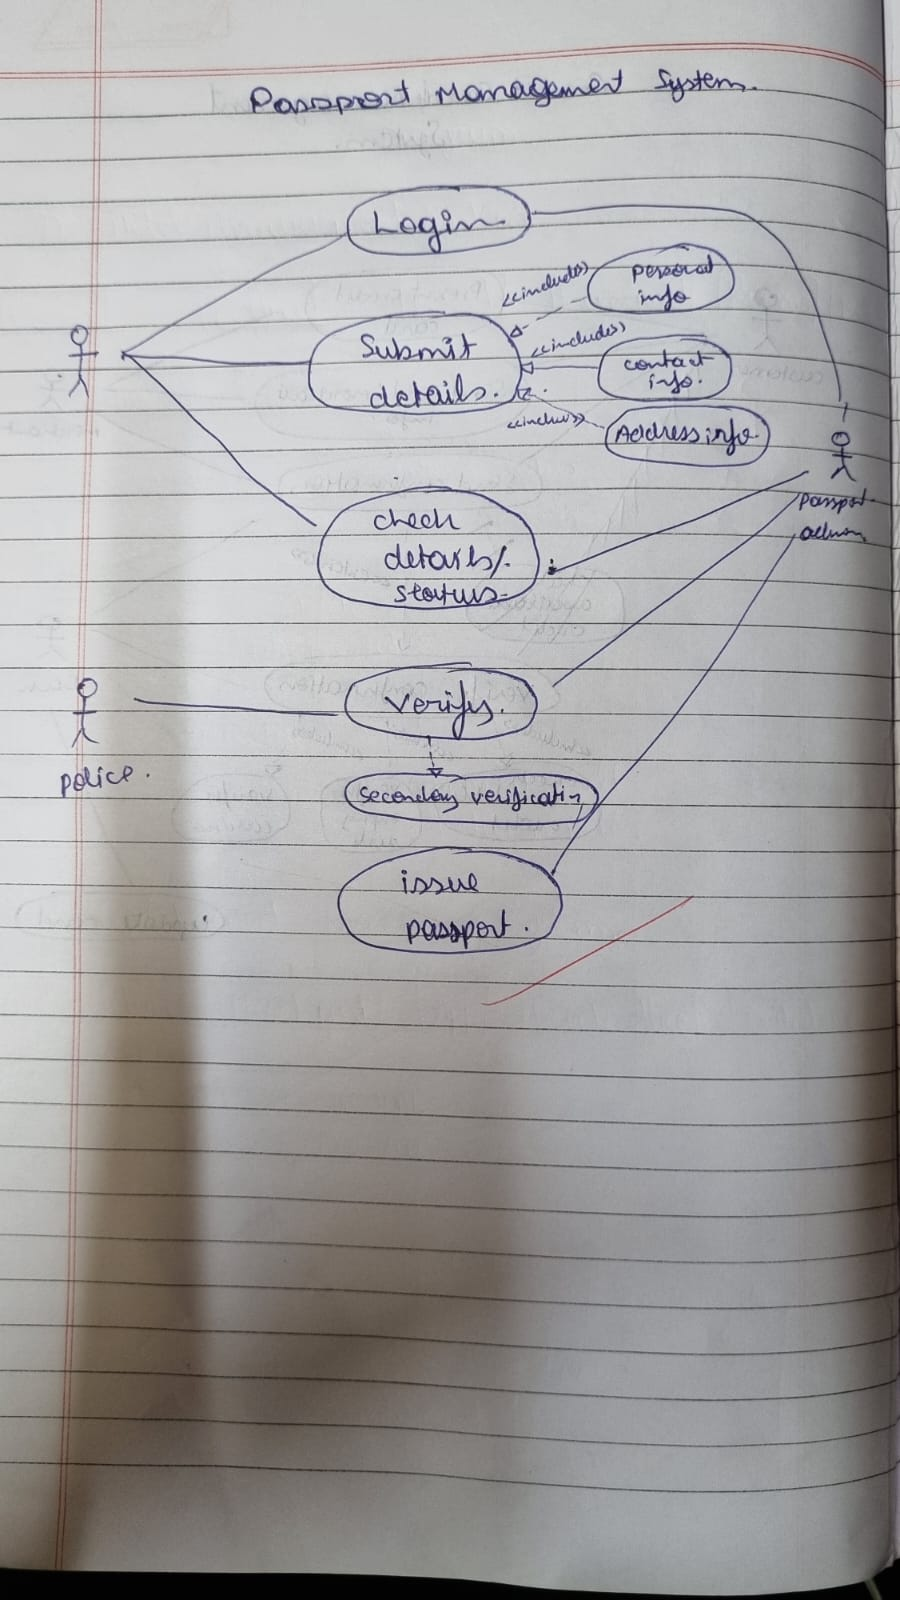 Passport Management System.
Login
<<includes>>
personal
info
Submit
details.
<<includes>>
contact
info.
<<includes>>
Address info.
check
details/
status
passport
admin
verify.
police.
Secondary verification
issue
passport.